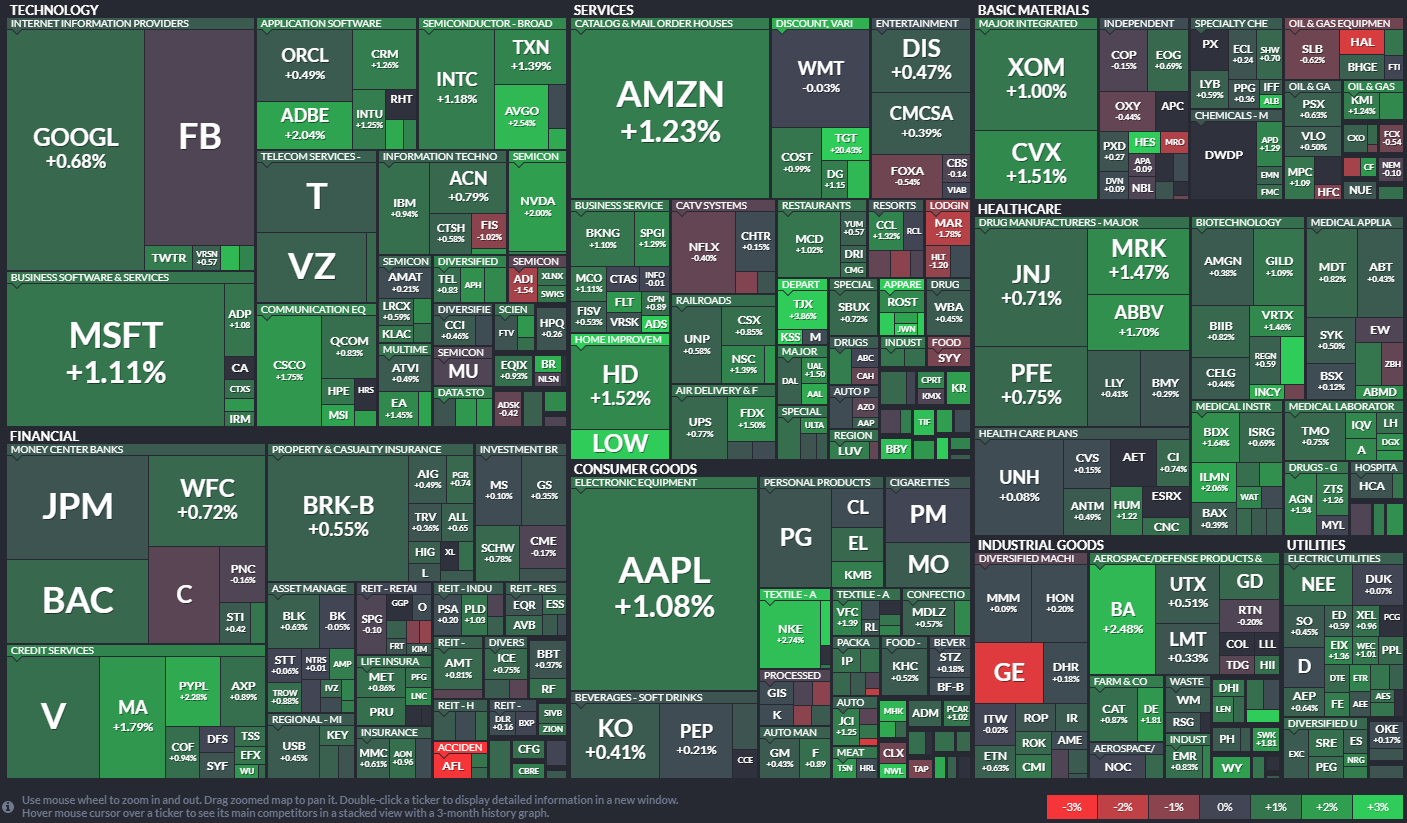 TECHNOLOGY
INTERNET INFORMATION PROVIDERS
GOOGL
+0.68%
FB
TWTR
VRSN
+0.57
APPLICATION SOFTWARE
ORCL
+0.49%
CRM
+1.26%
ADBE
+2.04%
INTU
+1.25%
RHT
SEMICONDUCTOR - BROAD
INTC
+1.18%
TXN
+1.39%
AVGO
+2.54%
TELECOM SERVICES -
T
VZ
INFORMATION TECHNO
IBM
+0.94%
ACN
+0.79%
CTSH
+0.58%
FIS
-1.02%
SEMICON
NVDA
+2.00%
BUSINESS SOFTWARE & SERVICES
MSFT
+1.11%
ADP
+1.08
CA
CTXS
IRM
COMMUNICATION EQ
CSCO
+1.75%
QCOM
+0.83%
HPE
HRS
MSI
SEMICON
AMAT
+0.21%
LRCX
+0.59%
KLAC
DIVERSIFIED
TEL
+0.83
APH
SEMICON
ADI
-1.54
XLNX
SWKS
DIVERSIFIE
CCI
+0.46%
SCIEN
FTV
HPQ
+0.26
MULTIME
ATVI
+0.49%
EA
+1.45%
SEMICON
MU
EQIX
+0.93%
BR
NLSN
DATA STO
ADSK
-0.42
FINANCIAL
MONEY CENTER BANKS
JPM
WFC
+0.72%
BAC
C
PNC
-0.16%
STI
+0.42
PROPERTY & CASUALTY INSURANCE
BRK-B
+0.55%
AIG
+0.49%
PGR
+0.74
TRV
+0.36%
ALL
+0.65
HIG
XL
L
INVESTMENT BR
MS
+0.10%
GS
+0.35%
SCHW
+0.78%
CME
-0.17%
CREDIT SERVICES
V
MA
+1.79%
PYPL
+2.28%
AXP
+0.89%
COF
+0.94%
DFS
SYF
TSS
EFX
WU
ASSET MANAGE
BLK
+0.63%
BK
-0.05%
STT
+0.06%
NTRS
+0.01
AMP
TROW
+0.88%
IVZ
REIT - RETAI
SPG
-0.10
GGP
O
FRT
KIM
REIT - INDU
PSA
+0.20
PLD
+1.03
REIT - RES
EQR
ESS
AVB
LIFE INSURA
MET
+0.86%
PFG
LNC
PRU
REIT -
AMT
+0.81%
DIVERS
ICE
+0.75%
BBT
+0.37%
RF
REGIONAL - MI
USB
+0.45%
KEY
INSURANCE
MMC
+0.61%
AON
+0.96
REIT - H
REIT -
DLR
+0.16
BXP
SIVB
ZION
ACCIDEN
AFL
CFG
CBRE
SERVICES
CATALOG & MAIL ORDER HOUSES
AMZN
+1.23%
DISCOUNT, VARI
WMT
-0.03%
COST
+0.99%
TGT
+20.43%
DG
+1.15
ENTERTAINMENT
DIS
+0.47%
CMCSA
+0.39%
FOXA
-0.54%
CBS
-0.14
VIAB
BUSINESS SERVICE
BKNG
+1.10%
SPGI
+1.29%
MCO
+1.11%
CTAS
INFO
-0.01
FISV
+0.53%
FLT
GPN
+0.89
VRSK
ADS
CATV SYSTEMS
NFLX
-0.40%
CHTR
+0.15%
RESTAURANTS
MCD
+1.02%
YUM
+0.57
DRI
CMG
RESORTS
CCL
+1.32%
RCL
LODGIN
MAR
-1.78%
HLT
-1.20
HOME IMPROVEM
HD
+1.52%
LOW
RAILROADS
UNP
+0.58%
CSX
+0.85%
NSC
+1.39%
DEPART
TJX
+3.86%
KSS
M
SPECIAL
SBUX
+0.72%
APPARE
ROST
JWN
DRUG
WBA
+0.45%
MAJOR
DAL
UAL
+1.50
AAL
DRUGS
ABC
CAH
INDUST
FOOD
SYY
AIR DELIVERY & F
UPS
+0.77%
FDX
+1.50%
AUTO P
AZO
AAP
CPRT
KMX
KR
SPECIAL
ULTA
REGION
LUV
TIF
BBY
CONSUMER GOODS
ELECTRONIC EQUIPMENT
AAPL
+1.08%
PERSONAL PRODUCTS
PG
CL
EL
KMB
CIGARETTES
PM
MO
TEXTILE - A
NKE
+2.74%
TEXTILE - A
VFC
+1.39
RL
CONFECTIO
MDLZ
+0.57%
PACKA
IP
FOOD -
KHC
+0.52%
BEVER
STZ
+0.18%
BF-B
BEVERAGES - SOFT DRINKS
KO
+0.41%
PEP
+0.21%
CCE
PROCESSED
GIS
K
AUTO
JCI
+1.25
MHK
ADM
PCAR
+1.02
AUTO MAN
GM
+0.43%
F
+0.89
MEAT
TSN
HRL
CLX
NWL
TAP
BASIC MATERIALS
MAJOR INTEGRATED
XOM
+1.00%
CVX
+1.51%
INDEPENDENT
COP
-0.15%
EOG
+0.69%
OXY
-0.44%
APC
PXD
+0.27
HES
MRO
APA
-0.09
DVN
+0.09
NBL
SPECIALTY CHE
PX
ECL
+0.24
SHW
+0.70
LYB
+0.59%
PPG
+0.36
IFF
ALB
OIL & GAS EQUIPMEN
SLB
-0.62%
HAL
BHGE
FTI
CHEMICALS - M
DWDP
APD
+1.29
EMN
FMC
OIL & GA
PSX
+0.63%
VLO
+0.50%
MPC
+1.09
HFC
OIL & GAS
KMI
+1.24%
CXO
FCX
-0.54
CF
NEM
-0.10
NUE
HEALTHCARE
DRUG MANUFACTURERS - MAJOR
JNJ
+0.71%
MRK
+1.47%
ABBV
+1.70%
PFE
+0.75%
LLY
+0.41%
BMY
+0.29%
BIOTECHNOLOGY
AMGN
+0.38%
GILD
+1.09%
BIIB
+0.82%
VRTX
+1.46%
REGN
+0.59
CELG
+0.44%
INCY
MEDICAL APPLIA
MDT
+0.82%
ABT
+0.43%
SYK
+0.50%
EW
ZBH
BSX
+0.12%
ABMD
HEALTH CARE PLANS
UNH
+0.08%
CVS
+0.15%
AET
CI
+0.74%
ANTM
+0.49%
HUM
+1.22
ESRX
CNC
MEDICAL INSTR
BDX
+1.64%
ISRG
+0.69%
ILMN
+2.06%
WAT
BAX
+0.39%
MEDICAL LABORATOR
TMO
+0.75%
IQV
LH
A
DGX
DRUGS - G
AGN
+1.34
ZTS
+1.26
MYL
HOSPITA
HCA
INDUSTRIAL GOODS
DIVERSIFIED MACHI
MMM
+0.09%
HON
+0.20%
GE
DHR
+0.18%
ITW
-0.02%
ROP
IR
ETN
+0.63%
ROK
AME
CMI
AEROSPACE/DEFENSE PRODUCTS &
BA
+2.48%
UTX
+0.51%
GD
LMT
+0.33%
RTN
-0.20%
COL
LLL
TDG
HII
FARM & CO
CAT
+0.87%
DE
+1.81
WASTE
WM
RSG
DHI
LEN
AEROSPACE/
NOC
INDUST
EMR
+0.83%
PH
SWK
+1.81
WY
UTILITIES
ELECTRIC UTILITIES
NEE
DUK
+0.07%
SO
+0.45%
ED
+0.59
XEL
+0.96
PCG
D
EIX
+1.36
WEC
+1.01
PPL
DTE
ETR
AEP
+0.64%
FE
AEE
AES
DIVERSIFIED U
EXC
SRE
ES
PEG
NRG
OKE
+0.17%
Use mouse wheel to zoom in and out. Drag zoomed map to pan it. Double-click a ticker to display detailed information in a new window.
Hover mouse cursor over a ticker to see its main competitors in a stacked view with a 3-month history graph.
-3% -2% -1% 0% +1% +2% +3%